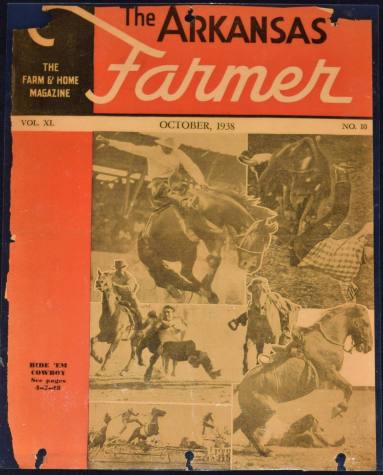 The ARKANSAS
Farmer
THE
FARM & HOME
MAGAZINE
VOL. XL
OCTOBER, 1938
NO. 10
RIDE 'EM
COWBOY
See pages